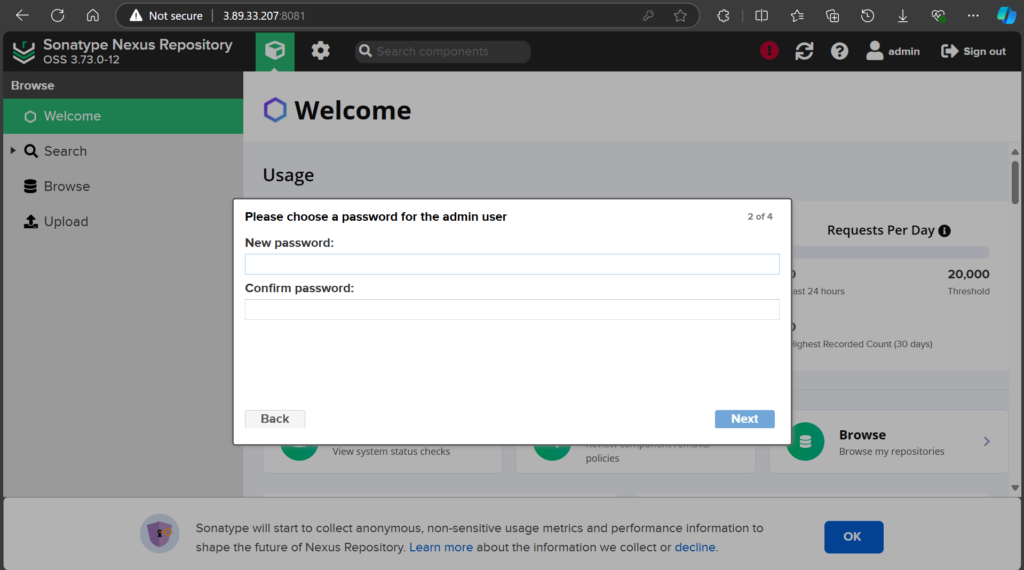 Not secure 3.89.33.207:8081
Sonatype Nexus Repository
OSS 3.73.0-12
Search components
admin
Sign out
Browse
Welcome
Search
Browse
Upload
Welcome
Usage
Please choose a password for the admin user
2 of 4
New password:
Confirm password:
Back
Next
Requests Per Day
20,000
ast 24 hours
Threshold
ighest Recorded Count (30 days)
View system status checks
Review component removal
policies
Browse
Browse my repositories
Sonatype will start to collect anonymous, non-sensitive usage metrics and performance information to
shape the future of Nexus Repository. Learn more about the information we collect or decline.
OK